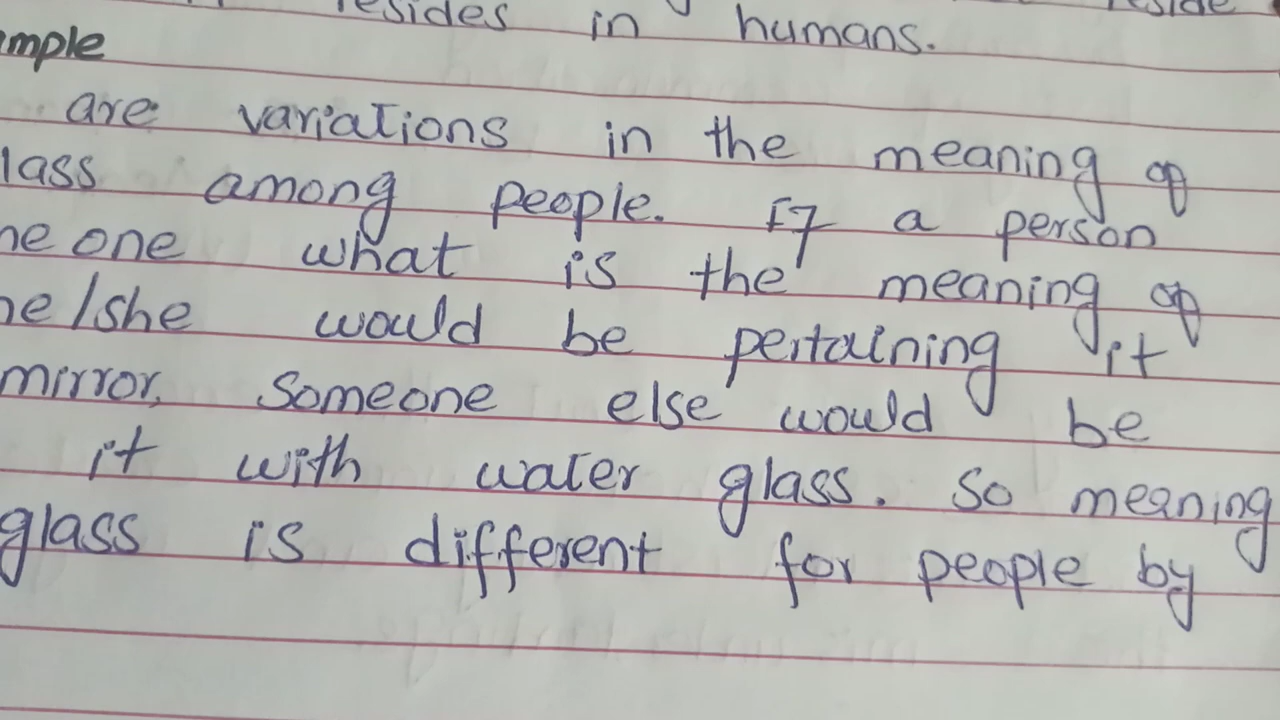 resides in humans. reside
mple
are variations in the meaning of
lass among people. If a person
ne one what is the meaning of
he/she would be pertaining it
mirror, someone else would be
it with water glass. So meaning
glass is different for people by